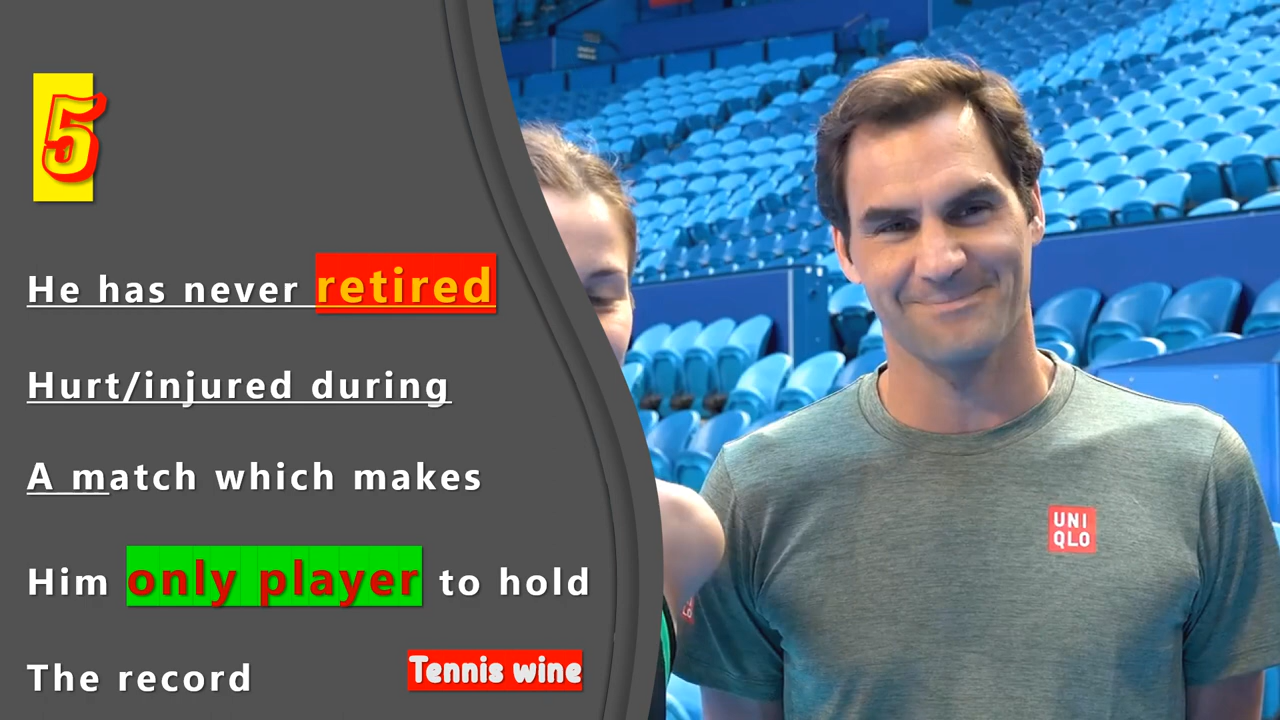 5
He has never retired
Hurt/injured during
A match which makes
Him only player to hold
The record
Tennis wine
UNI
QLO